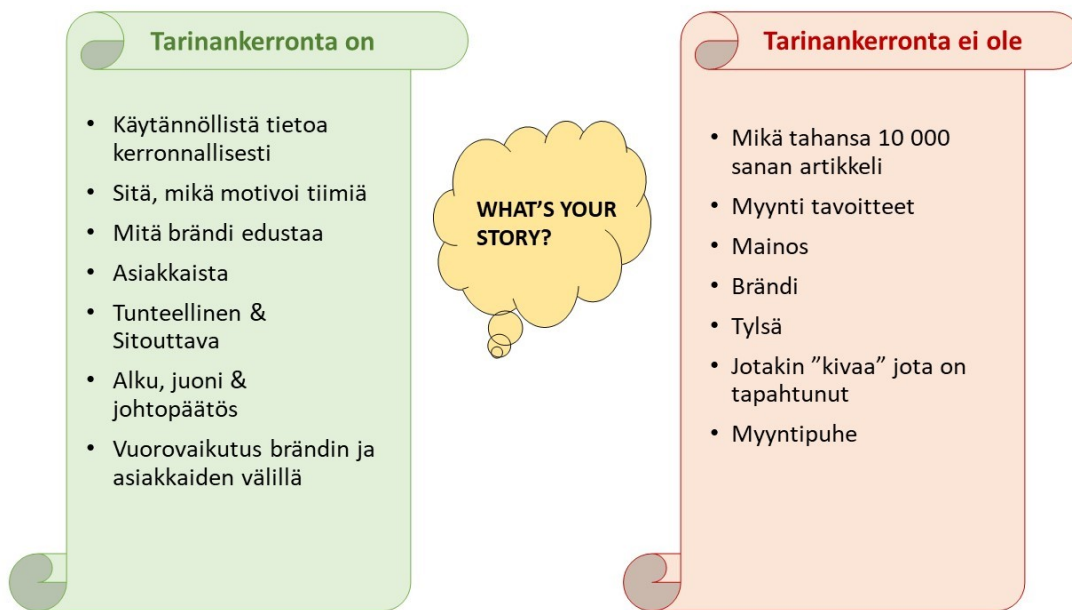 Tarinankerronta on
• Käytännöllistä tietoa
kerronnallisesti
• Sitä, mikä motivoi tiimiä
• Mitä brändi edustaa
• Asiakkaista
• Tunteellinen &
Sitouttava
• Alku, juoni &
johtopäätös
• Vuorovaikutus brändin ja
asiakkaiden välillä
WHAT'S YOUR
STORY?
Tarinankerronta ei ole
• Mikä tahansa 10 000
sanan artikkeli
• Myynti tavoitteet
• Mainos
• Brändi
• Tylsä
• Jotakin ”kivaa” jota on
tapahtunut
• Myyntipuhe